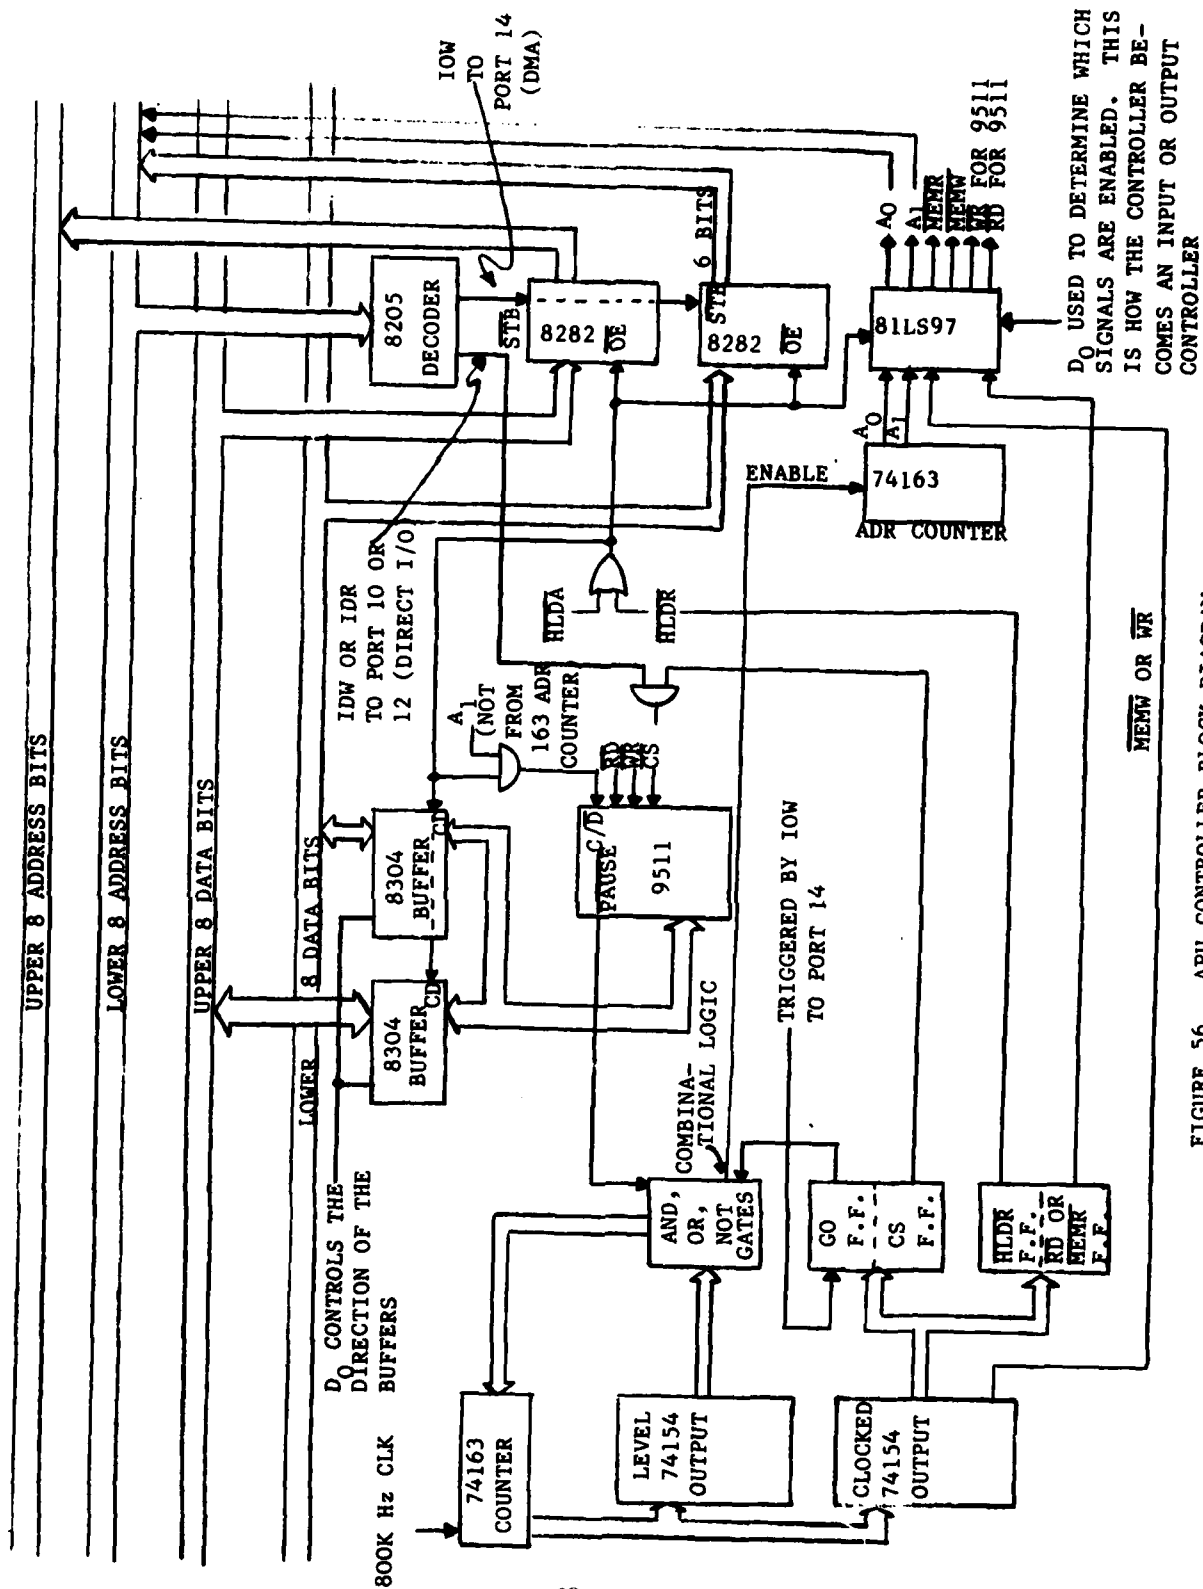 UPPER 8 ADDRESS BITS
LOWER 8 ADDRESS BITS
UPPER 8 DATA BITS
LOWER 8 DATA BITS
D0 CONTROLS THE
DIRECTION OF THE
BUFFERS
800K Hz CLK
74163
COUNTER
LEVEL
74154
OUTPUT
CLOCKED
74154
OUTPUT
8304
BUFFER
CD
8304
BUFFER
CD
AND,
OR,
NOT
GATES
COMBINA-
TIONAL LOGIC
GO
F.F.
CS
F.F.
HLDR
F.F.
RD OR
MEMR
F.F.
TRIGGERED BY IOW
TO PORT 14
PAUSE
C/D
9511
RD
WR
CS
A1
(NOT
FROM
163 ADR
COUNTER
IDW OR IDR
TO PORT 10 OR
12 (DIRECT I/O)
HLDA
HLDR
8205
DECODER
IOW
TO
PORT 14
(DMA)
STB
8282
OE
STB
8282
OE
6 BITS
ENABLE
74163
ADR COUNTER
A0
A1
81LS97
A0
A1
MEMR
MEMW
WR FOR 9511
RD FOR 9511
MEMW OR WR
D0 USED TO DETERMINE WHICH
SIGNALS ARE ENABLED. THIS
IS HOW THE CONTROLLER BE-
COMES AN INPUT OR OUTPUT
CONTROLLER
FIGURE 56. APU CONTROLLER BLOCK DIAGRAM